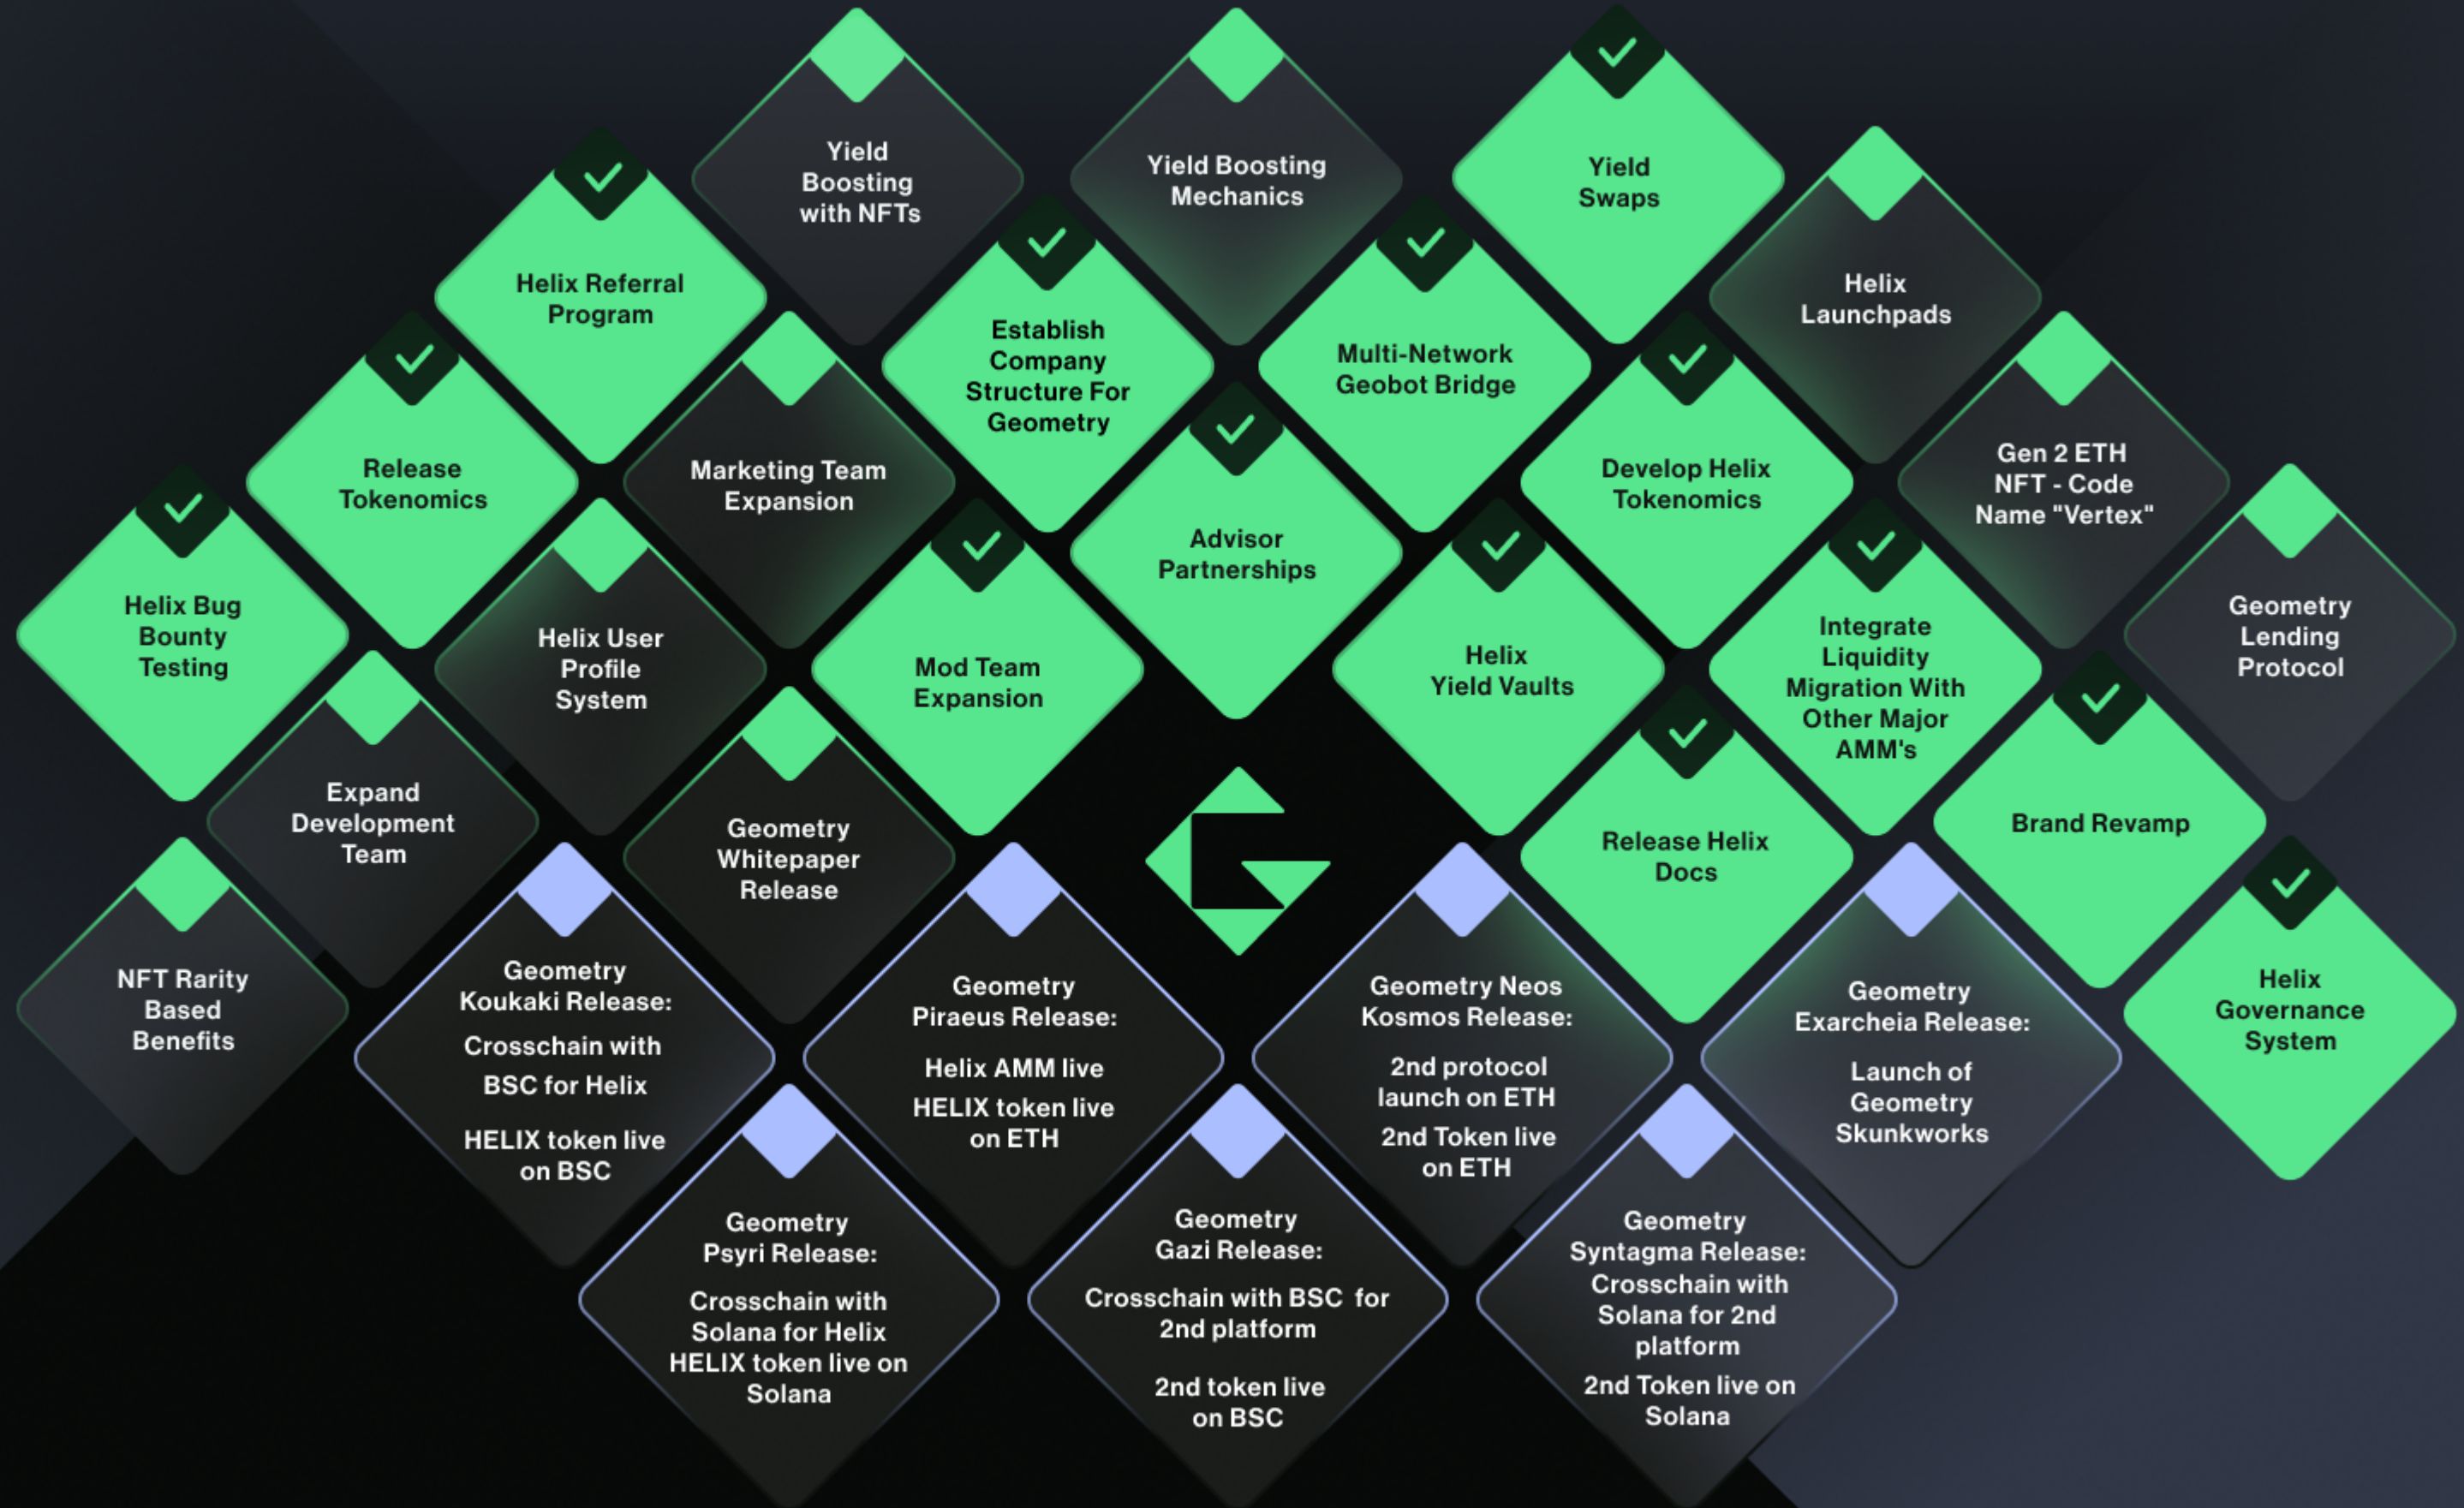 Yield
Boosting
with NFTs
Yield Boosting
Mechanics
Yield
Swaps
Helix Referral
Program
Helix
Launchpads
Establish
Company
Structure For
Geometry
Multi-Network
Geobot Bridge
Release
Tokenomics
Marketing Team
Expansion
Develop Helix
Tokenomics
Gen 2 ETH
NFT - Code
Name "Vertex"
Advisor
Partnerships
Helix Bug
Bounty
Testing
Helix User
Profile
System
Mod Team
Expansion
Helix
Yield Vaults
Integrate
Liquidity
Migration With
Other Major
AMM's
Geometry
Lending
Protocol
Expand
Development
Team
Geometry
Whitepaper
Release
Release Helix
Docs
Brand Revamp
NFT Rarity
Based
Benefits
Geometry
Koukaki Release:
Crosschain with
BSC for Helix
HELIX token live
on BSC
Geometry
Piraeus Release:
Helix AMM live
HELIX token live
on ETH
Geometry Neos
Kosmos Release:
2nd protocol
launch on ETH
2nd Token live
on ETH
Geometry
Exarcheia Release:
Launch of
Geometry
Skunkworks
Helix
Governance
System
Geometry
Psyri Release:
Crosschain with
Solana for Helix
HELIX token live on
Solana
Geometry
Gazi Release:
Crosschain with BSC for
2nd platform
2nd token live
on BSC
Geometry
Syntagma Release:
Crosschain with
Solana for 2nd
platform
2nd Token live on
Solana